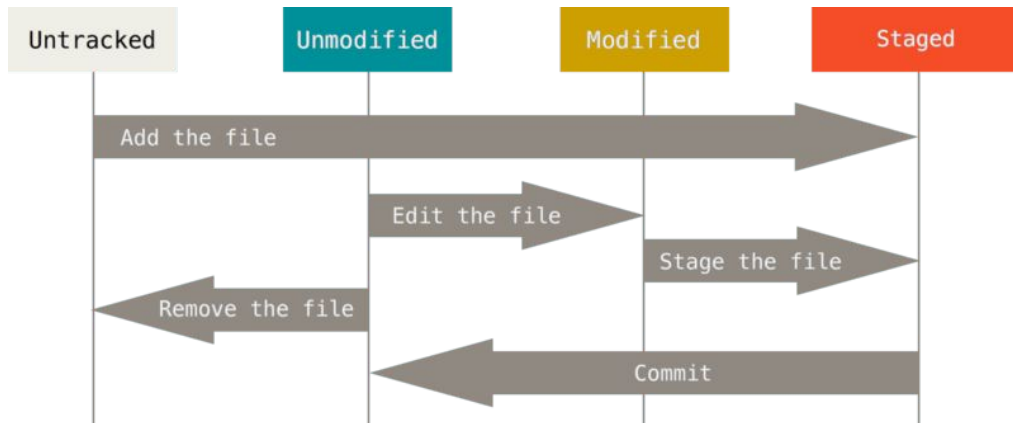 Untracked
Unmodified
Modified
Staged
Add the file
Edit the file
Stage the file
Remove the file
Commit